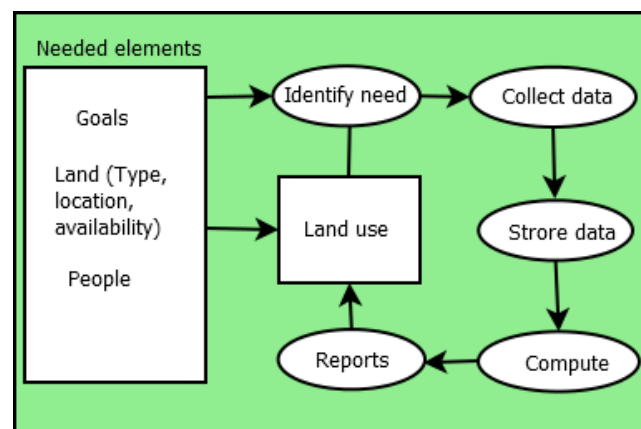 Needed elements
Goals
Land (Type,
location,
availability)
People
Identify need
Collect data
Land use
Strore data
Reports
Compute